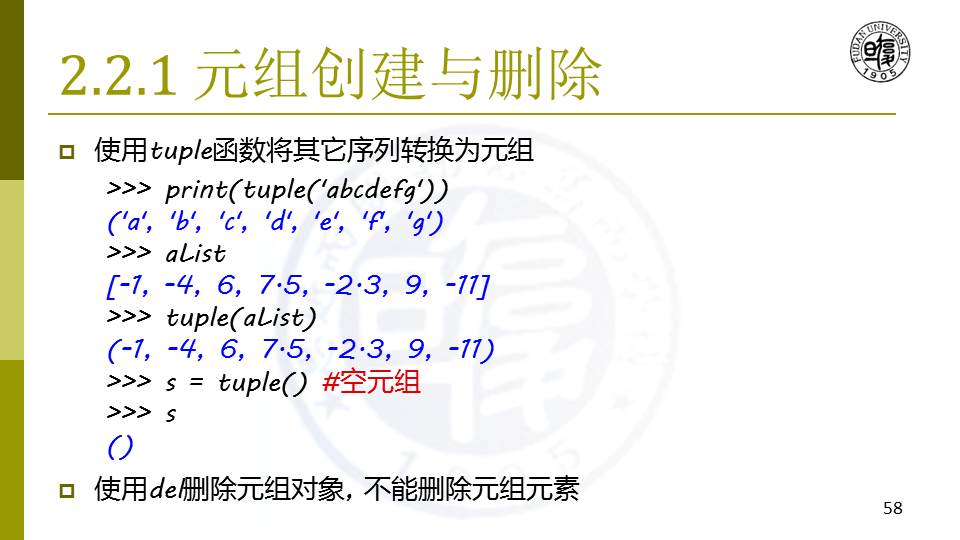 2.2.1 元组创建与删除
FUDAN UNIVERSITY
1905
使用tuple函数将其它序列转换为元组
>>> print(tuple('abcdefg'))
('a', 'b', 'c', 'd', 'e', 'f', 'g')
>>> aList
[-1, -4, 6, 7.5, -2.3, 9, -11]
>>> tuple(aList)
(-1, -4, 6, 7.5, -2.3, 9, -11)
>>> s = tuple() #空元组
>>> s
()
使用del删除元组对象, 不能删除元组元素
58